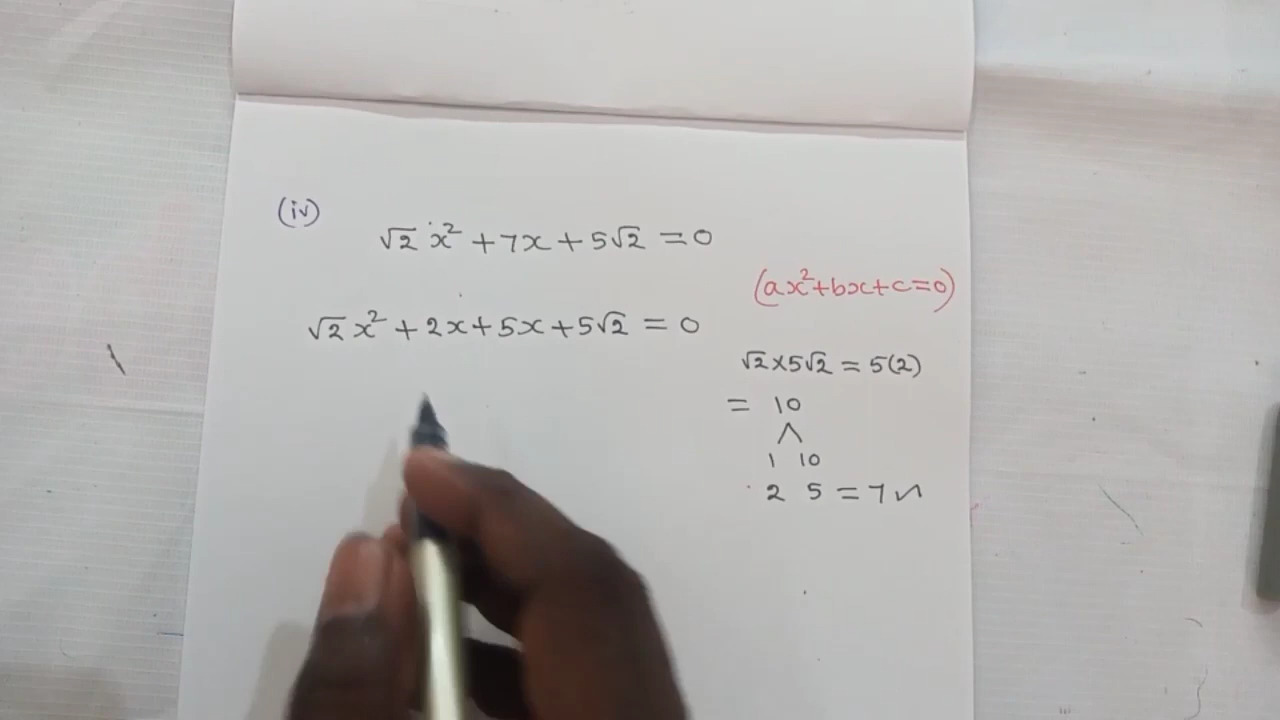 (iv)
√2 x² + 7x + 5√2 = 0
(ax²+bx+c=0)
√2 x² + 2x + 5x + 5√2 = 0
√2 × 5√2 = 5(2)
= 10
1 10
2 5 = 7